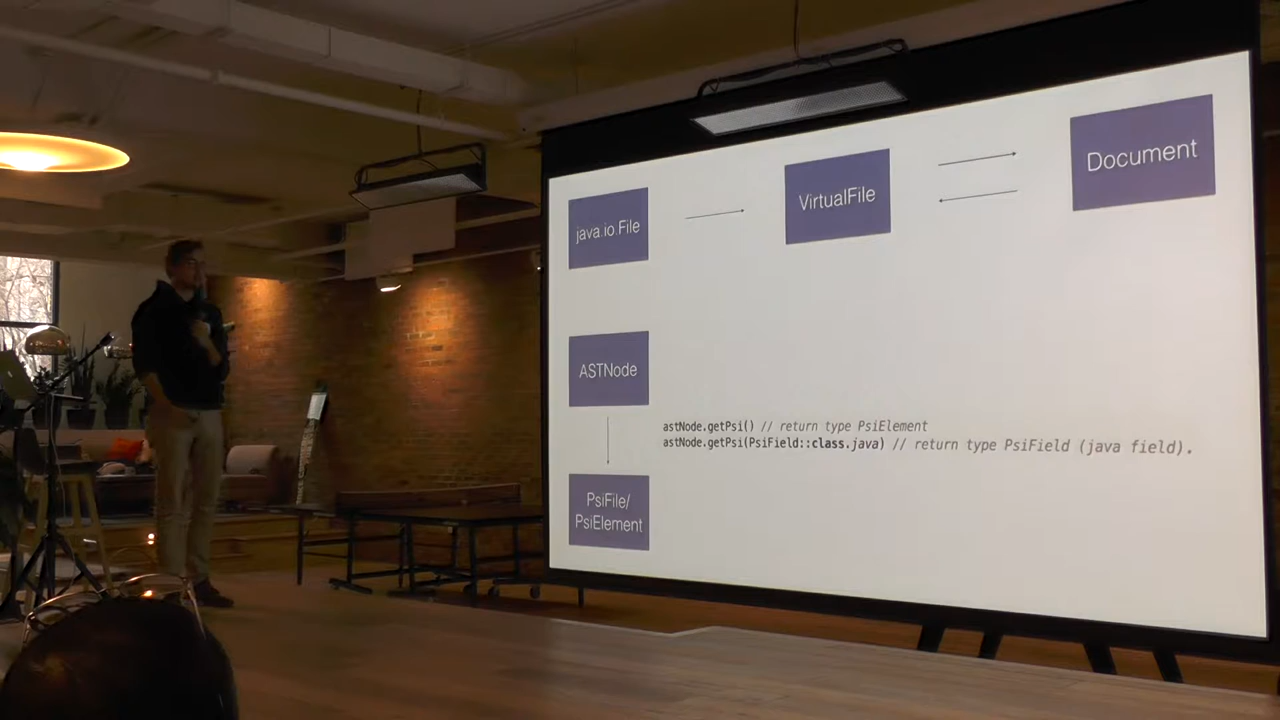 java.io.File
VirtualFile
Document
ASTNode
astNode.getPsi() // return type PsiElement
astNode.getPsi(PsiField::class.java) // return type PsiField (java field).
PsiFile/
PsiElement